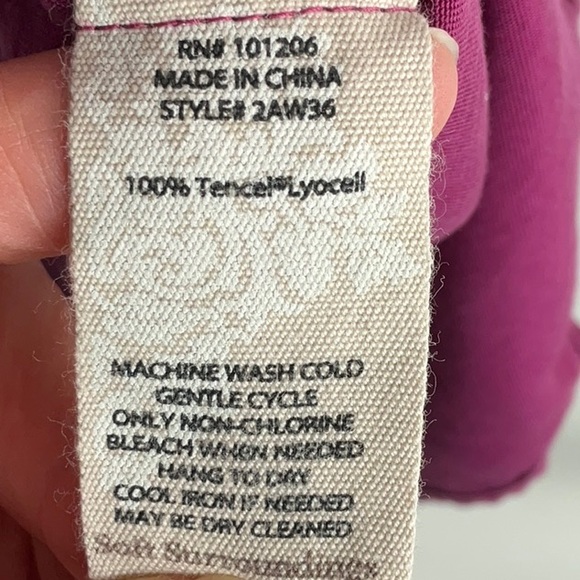 RN# 101206
MADE IN CHINA
STYLE# 2AW36
100% Tencel®Lyocell
MACHINE WASH COLD
GENTLE CYCLE
ONLY NON-CHLORINE
BLEACH WHEN NEEDED
HANG TO DRY
COOL IRON IF NEEDED
MAY BE DRY CLEANED
Soft Surroundings